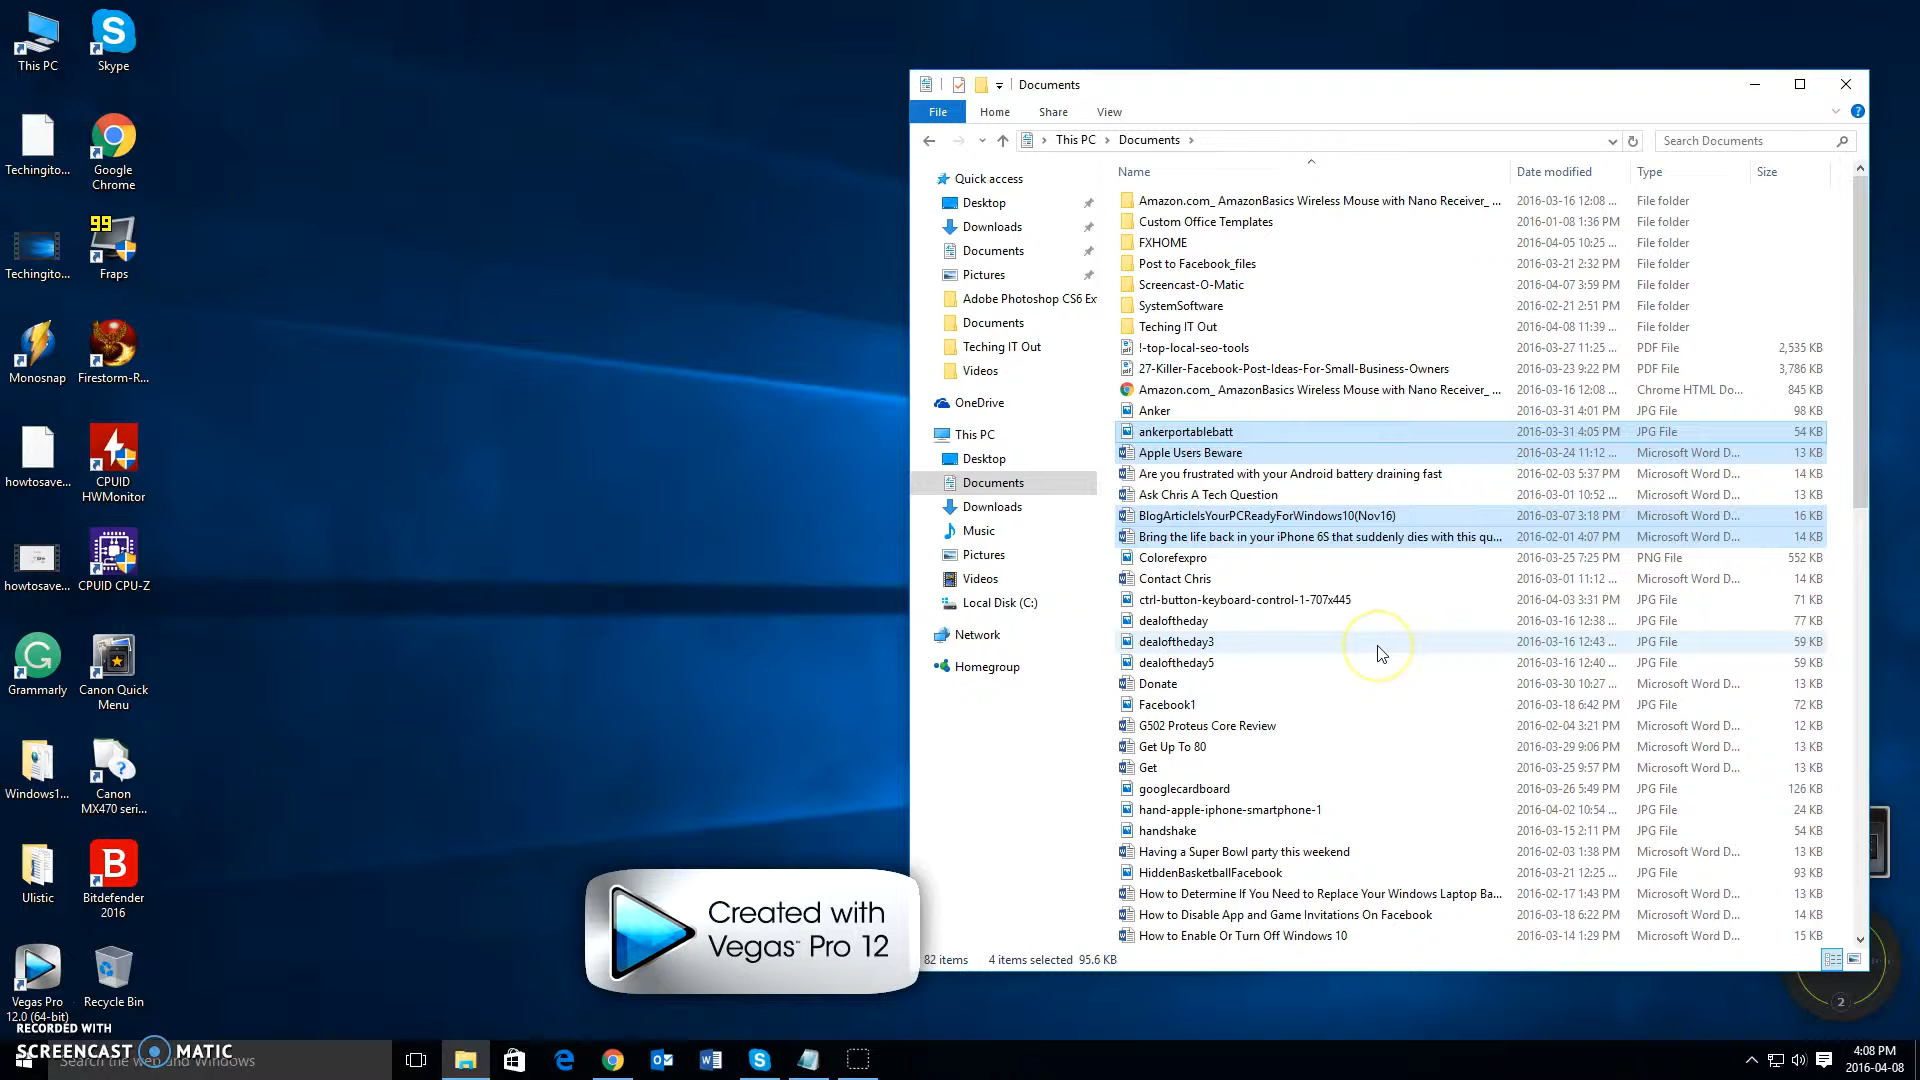 This PC
Skype
Techingito...
Google
Chrome
99
Techingito...
Fraps
Monosnap
Firestorm-R...
howtosave...
CPUID
HWMonitor
howtosave...
CPUID CPU-Z
Grammarly
Canon Quick
Menu
Windows1...
Canon
MX470 seri...
Ulistic
Bitdefender
2016
Vegas Pro
12.0 (64-bit)
Recycle Bin
RECORDED WITH
SCREENCAST MATIC
Search the web and Windows
Created with
Vegas™ Pro 12
Documents
File Home Share View
This PC Documents
Search Documents
Quick access
Desktop
Downloads
Documents
Pictures
Adobe Photoshop CS6 Ex
Documents
Teching IT Out
Videos
OneDrive
This PC
Desktop
Documents
Downloads
Music
Pictures
Videos
Local Disk (C:)
Network
Homegroup
Name Date modified Type Size
Amazon.com_ AmazonBasics Wireless Mouse with Nano Receiver_ ... 2016-03-16 12:08 ... File folder
Custom Office Templates 2016-01-08 1:36 PM File folder
FXHOME 2016-04-05 10:25 ... File folder
Post to Facebook_files 2016-03-21 2:32 PM File folder
Screencast-O-Matic 2016-04-07 3:59 PM File folder
SystemSoftware 2016-02-21 2:51 PM File folder
Teching IT Out 2016-04-08 11:39 ... File folder
!-top-local-seo-tools 2016-03-27 11:25 ... PDF File 2,535 KB
27-Killer-Facebook-Post-Ideas-For-Small-Business-Owners 2016-03-23 9:22 PM PDF File 3,786 KB
Amazon.com_ AmazonBasics Wireless Mouse with Nano Receiver_ ... 2016-03-16 12:08 ... Chrome HTML Do... 845 KB
Anker 2016-03-31 4:01 PM JPG File 98 KB
ankerportablebatt 2016-03-31 4:05 PM JPG File 54 KB
Apple Users Beware 2016-03-24 11:12 ... Microsoft Word D... 13 KB
Are you frustrated with your Android battery draining fast 2016-02-03 5:37 PM Microsoft Word D... 14 KB
Ask Chris A Tech Question 2016-03-01 10:52 ... Microsoft Word D... 13 KB
BlogArticleIsYourPCReadyForWindows10(Nov16) 2016-03-07 3:18 PM Microsoft Word D... 16 KB
Bring the life back in your iPhone 6S that suddenly dies with this qu... 2016-02-01 4:07 PM Microsoft Word D... 14 KB
Colorefexpro 2016-03-25 7:25 PM PNG File 552 KB
Contact Chris 2016-03-01 11:12 ... Microsoft Word D... 14 KB
ctrl-button-keyboard-control-1-707x445 2016-04-03 3:31 PM JPG File 71 KB
dealoftheday 2016-03-16 12:38 ... JPG File 77 KB
dealoftheday3 2016-03-16 12:43 ... JPG File 59 KB
dealoftheday5 2016-03-16 12:40 ... JPG File 59 KB
Donate 2016-03-30 10:27 ... Microsoft Word D... 13 KB
Facebook1 2016-03-18 6:42 PM JPG File 72 KB
G502 Proteus Core Review 2016-02-04 3:21 PM Microsoft Word D... 12 KB
Get Up To 80 2016-03-29 9:06 PM Microsoft Word D... 13 KB
Get 2016-03-25 9:57 PM Microsoft Word D... 13 KB
googlecardboard 2016-03-26 5:49 PM JPG File 126 KB
hand-apple-iphone-smartphone-1 2016-04-02 10:54 ... JPG File 24 KB
handshake 2016-03-15 2:11 PM JPG File 54 KB
Having a Super Bowl party this weekend 2016-02-03 1:38 PM Microsoft Word D... 13 KB
HiddenBasketballFacebook 2016-03-21 12:25 ... JPG File 93 KB
How to Determine If You Need to Replace Your Windows Laptop Ba... 2016-02-17 1:43 PM Microsoft Word D... 13 KB
How to Disable App and Game Invitations On Facebook 2016-03-18 6:22 PM Microsoft Word D... 14 KB
How to Enable Or Turn Off Windows 10 2016-03-14 1:29 PM Microsoft Word D... 15 KB
82 items 4 items selected 95.6 KB
2
4:08 PM
2016-04-08